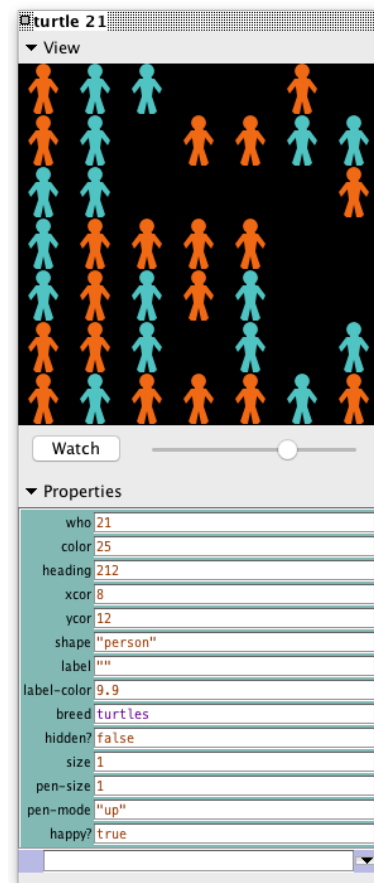 turtle 21
View
Watch
Properties
who 21
color 25
heading 212
xcor 8
ycor 12
shape "person"
label ""
label-color 9.9
breed turtles
hidden? false
size 1
pen-size 1
pen-mode "up"
happy? true